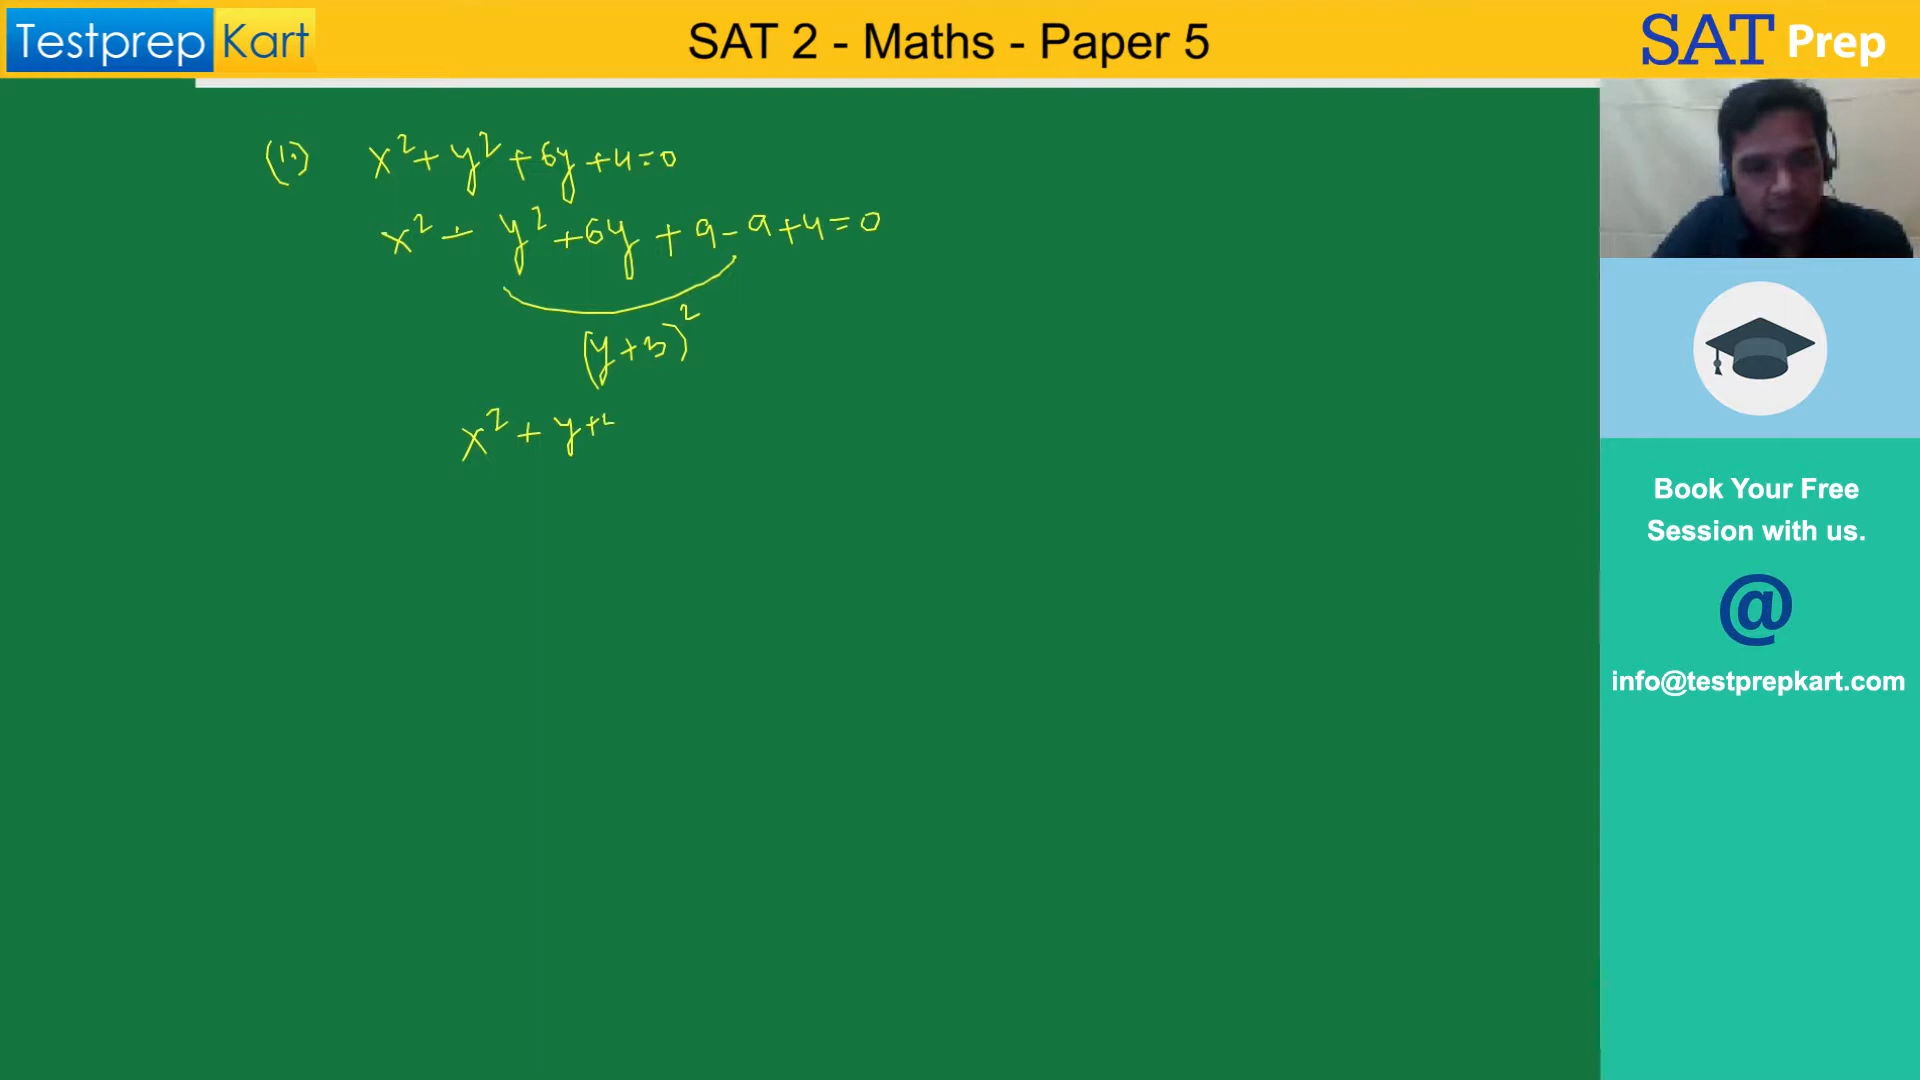 Testprep Kart
SAT 2 - Maths - Paper 5
SAT Prep
(1.) x² + y² + 6y + 4 = 0
x² + y² + 6y + 9 - 9 + 4 = 0
(y + 3)²
x² + y +
Book Your Free
Session with us.
@
info@testprepkart.com